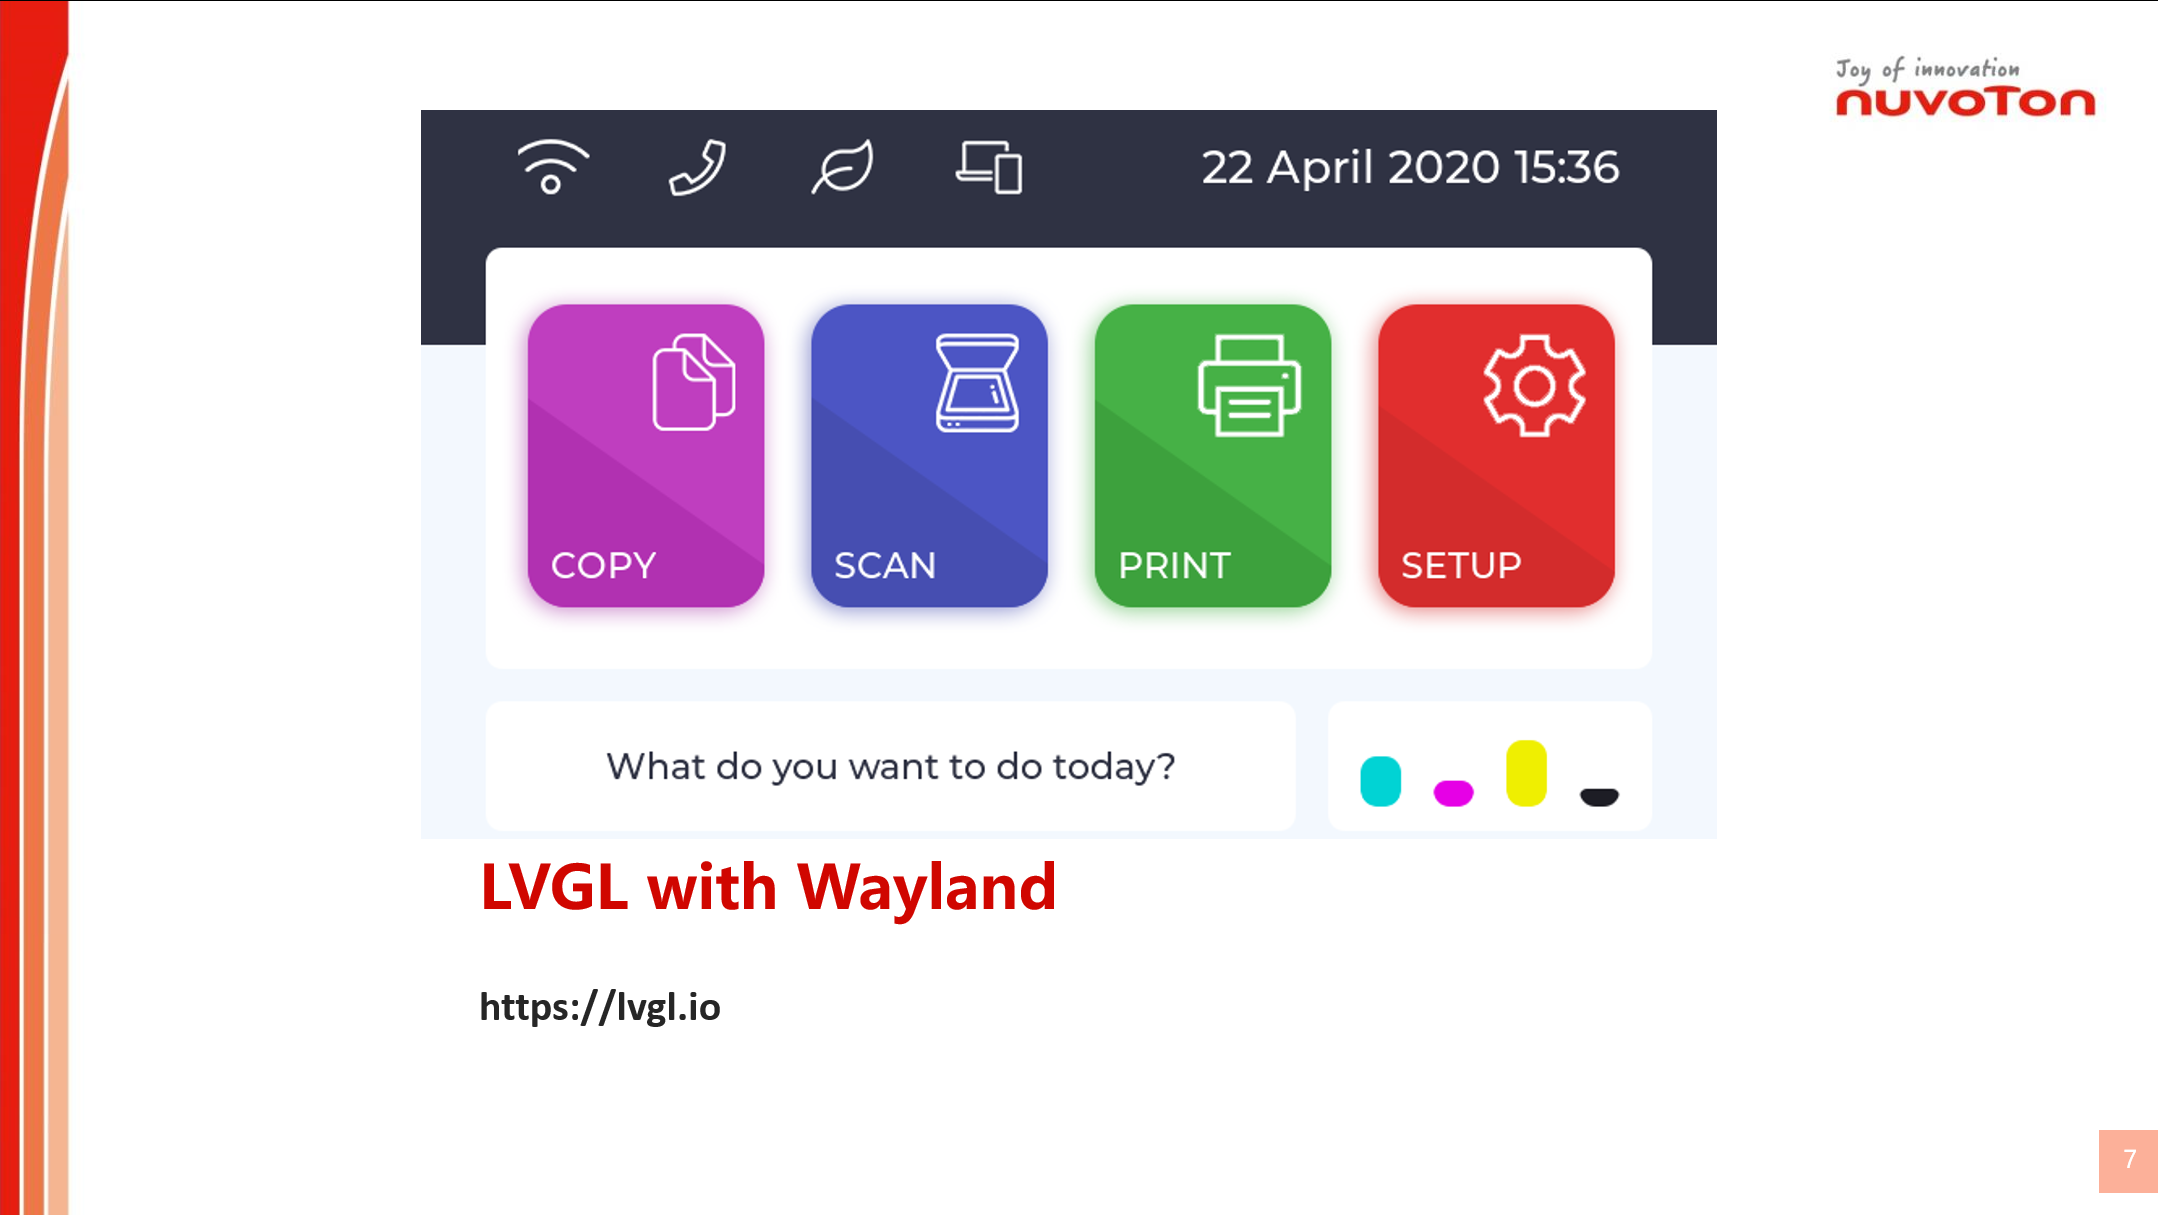 Joy of innovation
nuvoTon
22 April 2020 15:36
COPY
SCAN
PRINT
SETUP
What do you want to do today?
LVGL with Wayland
https://lvgl.io
7